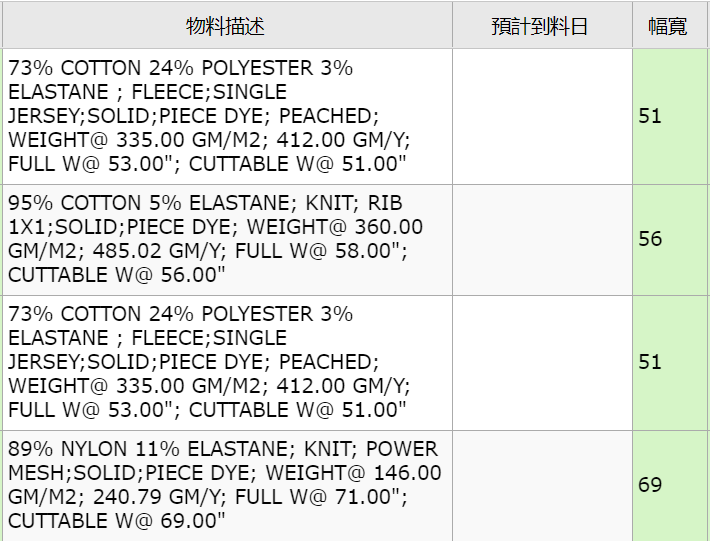 物料描述 預計到料日 幅寬
73% COTTON 24% POLYESTER 3%
ELASTANE ; FLEECE;SINGLE
JERSEY;SOLID;PIECE DYE; PEACHED;
WEIGHT@ 335.00 GM/M2; 412.00 GM/Y;
FULL W@ 53.00"; CUTTABLE W@ 51.00"
51
95% COTTON 5% ELASTANE; KNIT; RIB
1X1;SOLID;PIECE DYE; WEIGHT@ 360.00
GM/M2; 485.02 GM/Y; FULL W@ 58.00";
CUTTABLE W@ 56.00"
56
73% COTTON 24% POLYESTER 3%
ELASTANE ; FLEECE;SINGLE
JERSEY;SOLID;PIECE DYE; PEACHED;
WEIGHT@ 335.00 GM/M2; 412.00 GM/Y;
FULL W@ 53.00"; CUTTABLE W@ 51.00"
51
89% NYLON 11% ELASTANE; KNIT; POWER
MESH;SOLID;PIECE DYE; WEIGHT@ 146.00
GM/M2; 240.79 GM/Y; FULL W@ 71.00";
CUTTABLE W@ 69.00"
69